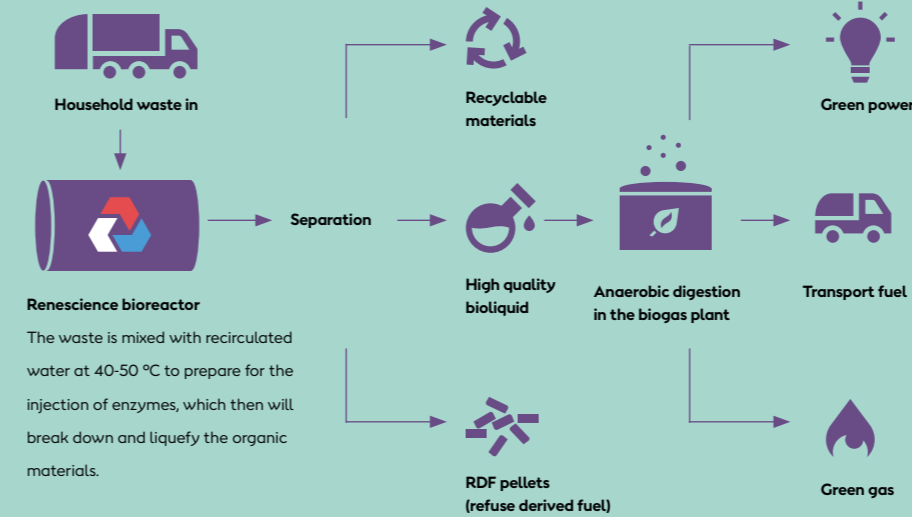 Household waste in
Recyclable
materials
Green power
Separation
High quality
bioliquid
Anaerobic digestion
in the biogas plant
Transport fuel
Renescience bioreactor
The waste is mixed with recirculated
water at 40-50 ºC to prepare for the
injection of enzymes, which then will
break down and liquefy the organic
materials.
RDF pellets
(refuse derived fuel)
Green gas